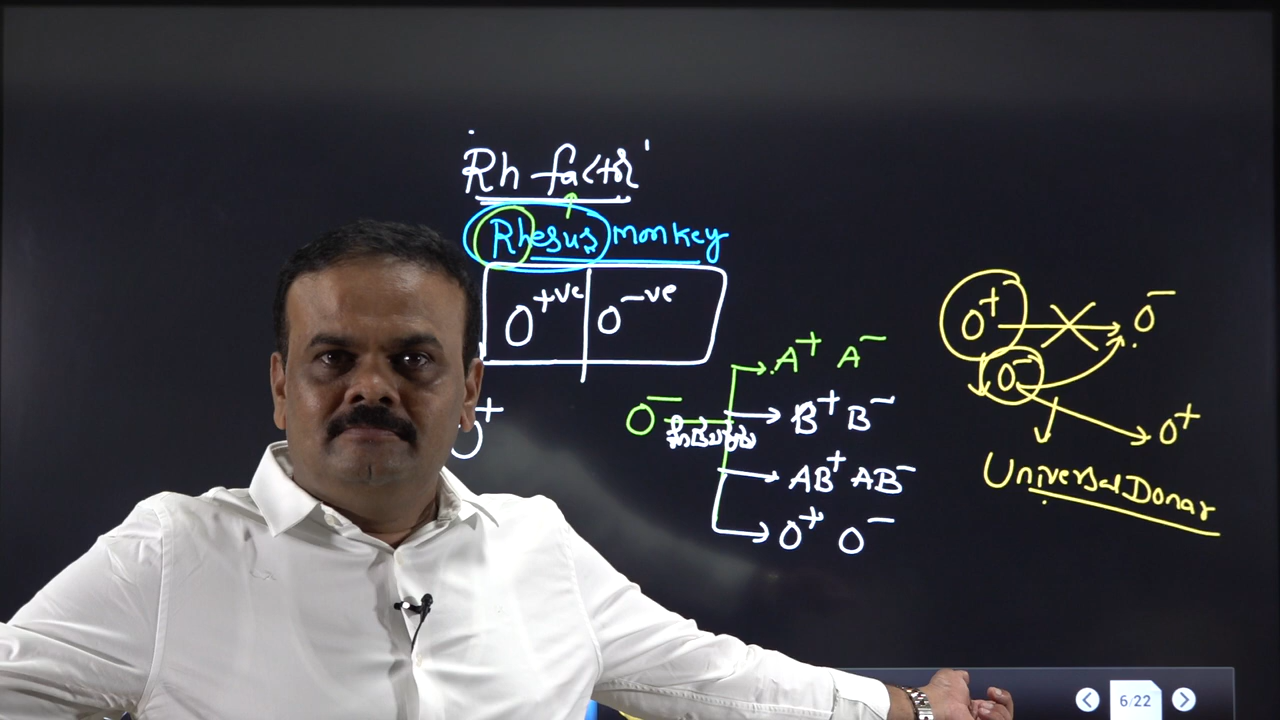 Rh factor
Rhesus monkey
O+ve O-ve
O+
O-
A+ A-
B+ B-
AB+ AB-
O+ O-
O+ O-
O-
O+
Universal Donar
6/22